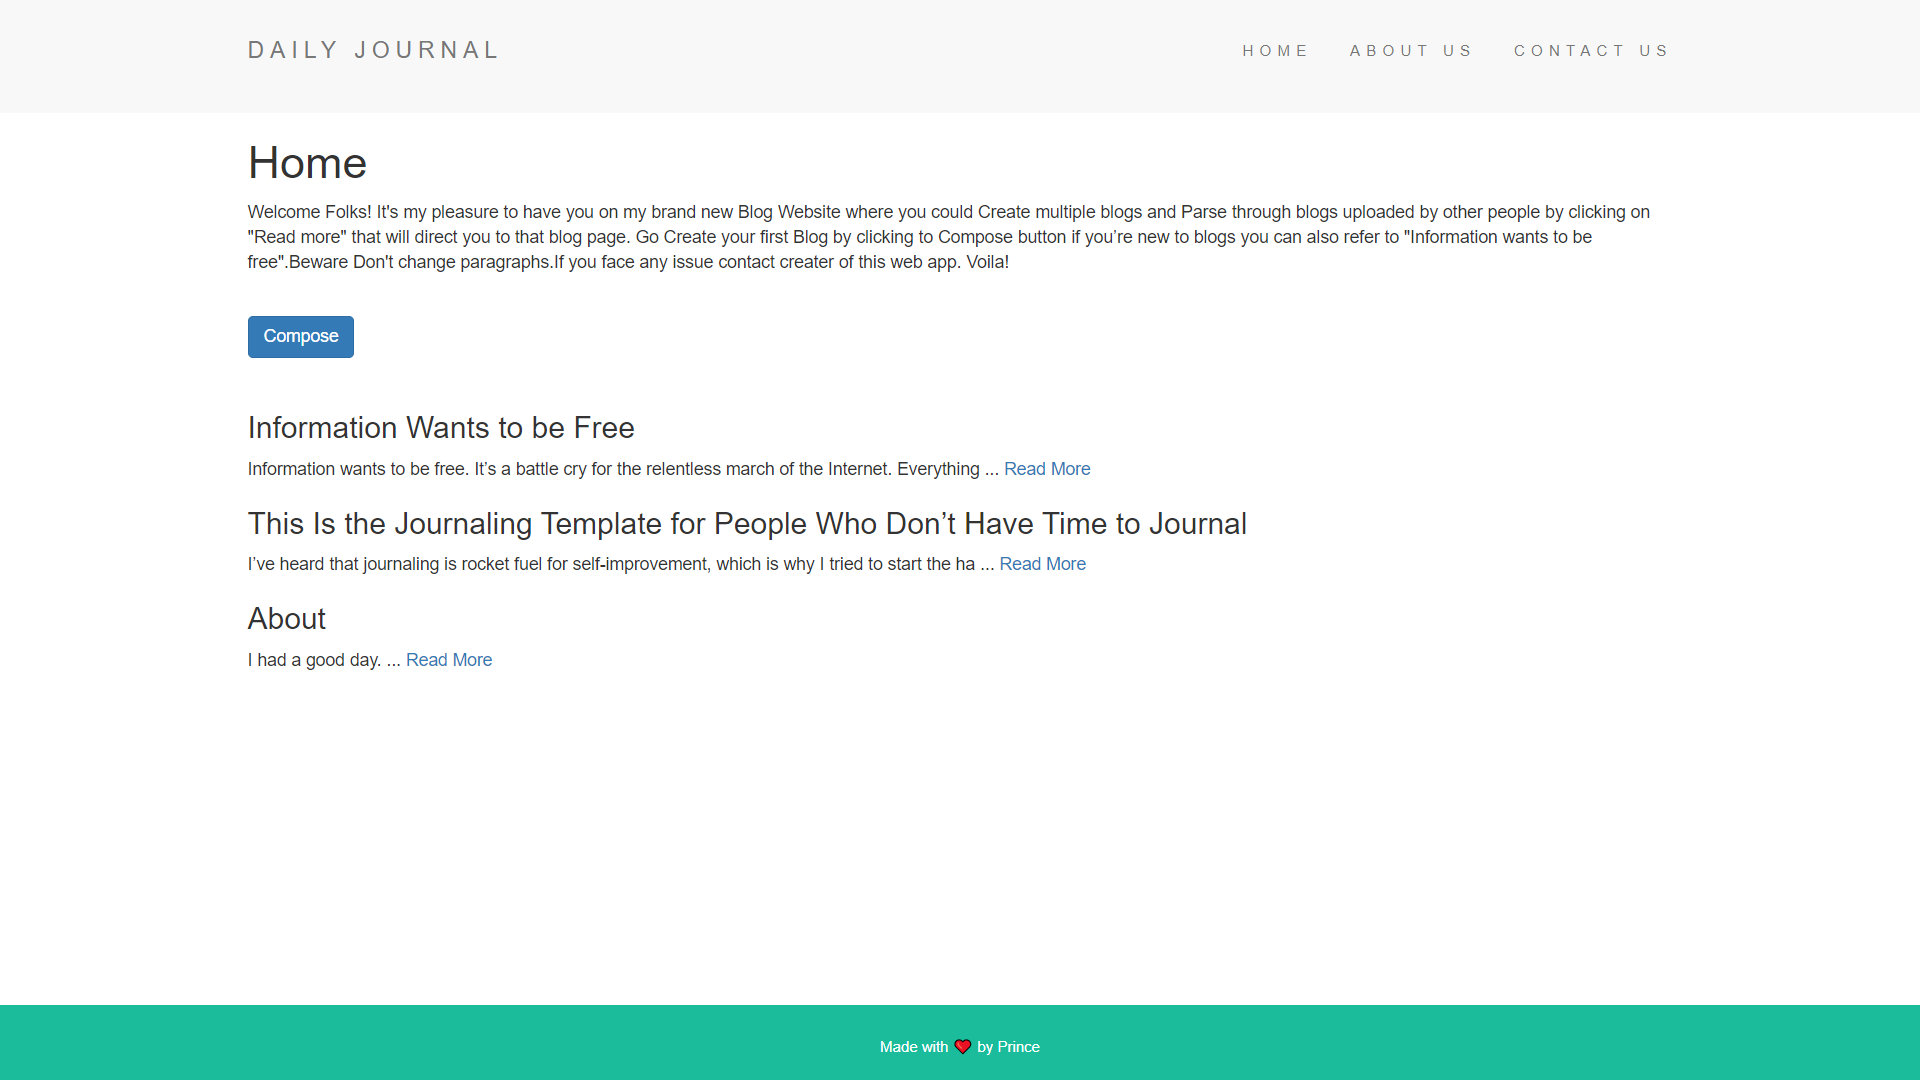 DAILY JOURNAL
HOME
ABOUT US
CONTACT US
Home
Welcome Folks! It's my pleasure to have you on my brand new Blog Website where you could Create multiple blogs and Parse through blogs uploaded by other people by clicking on
"Read more" that will direct you to that blog page. Go Create your first Blog by clicking to Compose button if you’re new to blogs you can also refer to "Information wants to be
free".Beware Don't change paragraphs.If you face any issue contact creater of this web app. Voila!
Compose
Information Wants to be Free
Information wants to be free. It’s a battle cry for the relentless march of the Internet. Everything ... Read More
This Is the Journaling Template for People Who Don’t Have Time to Journal
I’ve heard that journaling is rocket fuel for self-improvement, which is why I tried to start the ha ... Read More
About
I had a good day. ... Read More
Made with ❤ by Prince